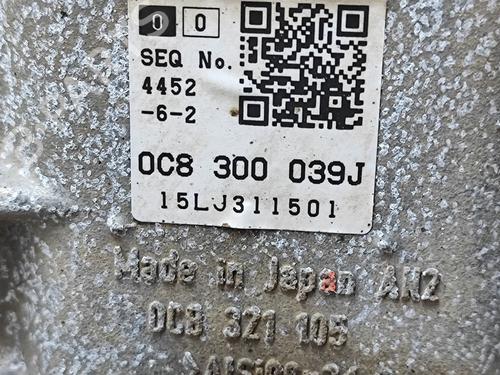 0 0
SEQ No.
4452
-6-2
0C8 300 039J
15LJ311501
Made in Japan AN2
0C8 321 105